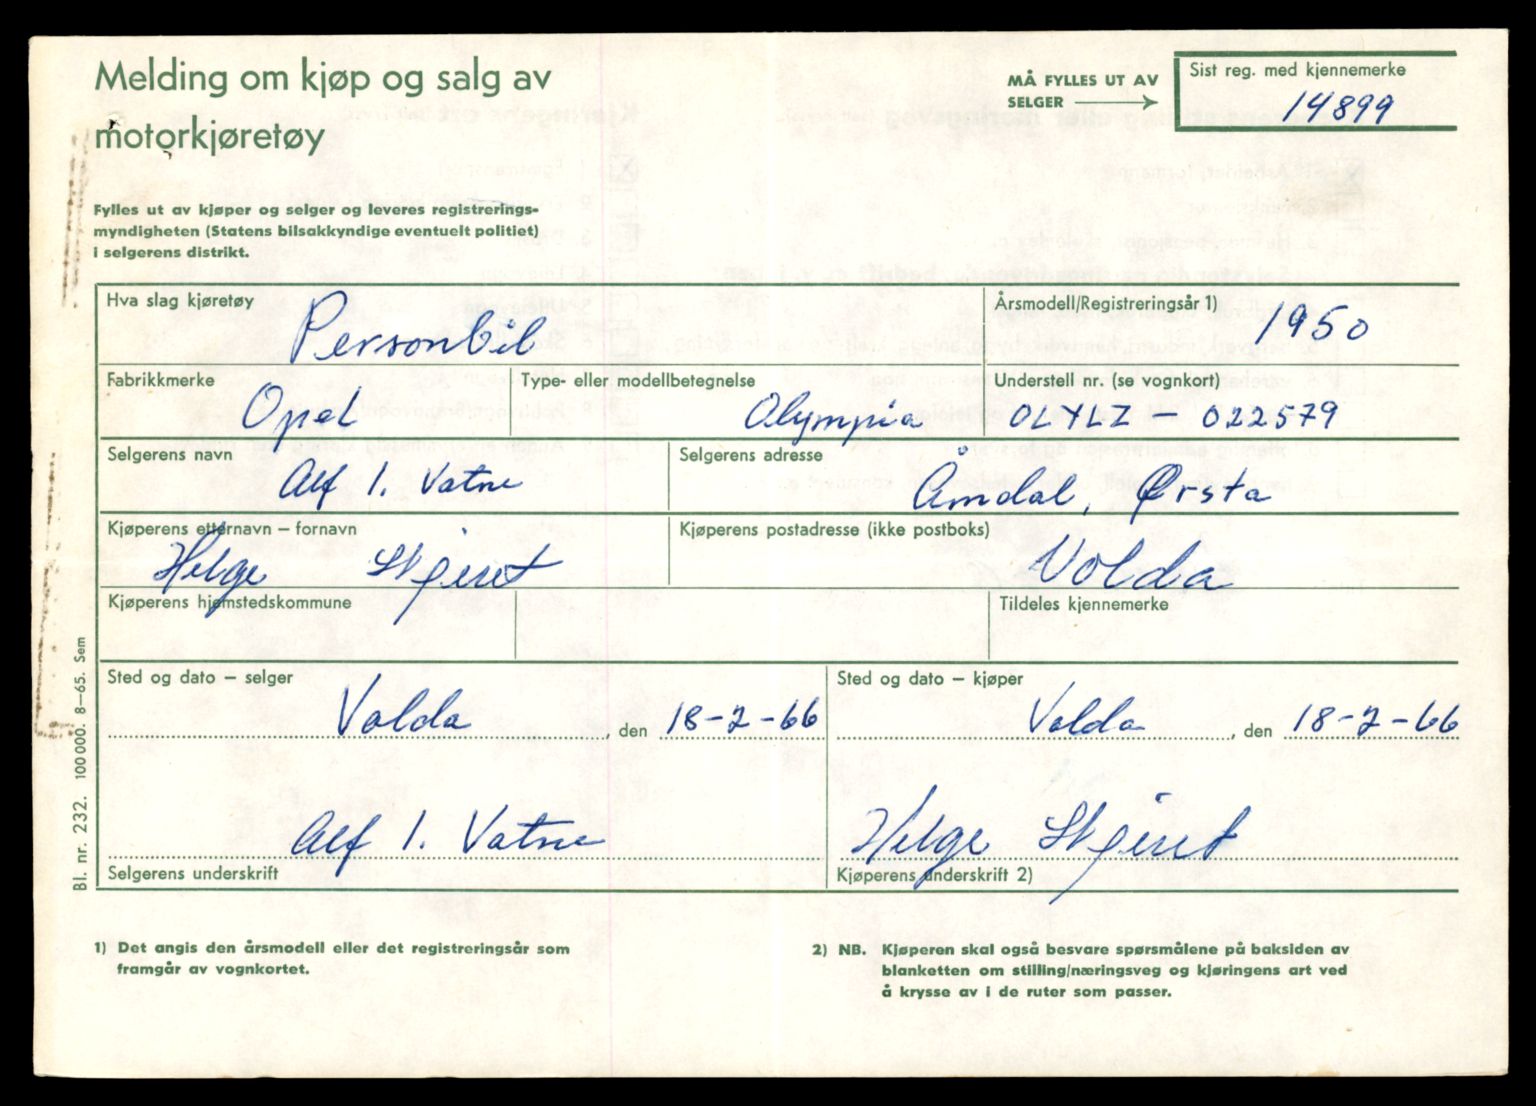 Melding om kjøp og salg av
motorkjøretøy
MÅ FYLLES UT AV
SELGER
Sist reg. med kjennemerke
14899
Fylles ut av kjøper og selger og leveres registrerings-
myndigheten (Statens bilsakkyndige eventuelt politiet)
i selgerens distrikt.
Hva slag kjøretøy
Personbil
Årsmodell/Registreringsår 1)
1950
Fabrikkmerke
Opel
Type- eller modellbetegnelse
Olympia
Understell nr. (se vognkort)
OLYLZ - 022579
Selgerens navn
Alf I. Vatne
Selgerens adresse
Åmdal, Ørsta
Kjøperens etternavn – fornavn
Helge Skjeret
Kjøperens postadresse (ikke postboks)
Volda
Kjøperens hjemstedskommune
Tildeles kjennemerke
Sted og dato – selger
Volda, den 18-2-66
Sted og dato – kjøper
Volda, den 18-2-66
Alf I. Vatne
Selgerens underskrift
Helge Skjeret
Kjøperens underskrift 2)
Bl. nr. 232. 100 000. 8–65. Sem
1) Det angis den årsmodell eller det registreringsår som
framgår av vognkortet.
2) NB. Kjøperen skal også besvare spørsmålene på baksiden av
blanketten om stilling/næringsveg og kjøringens art ved
å krysse av i de ruter som passer.